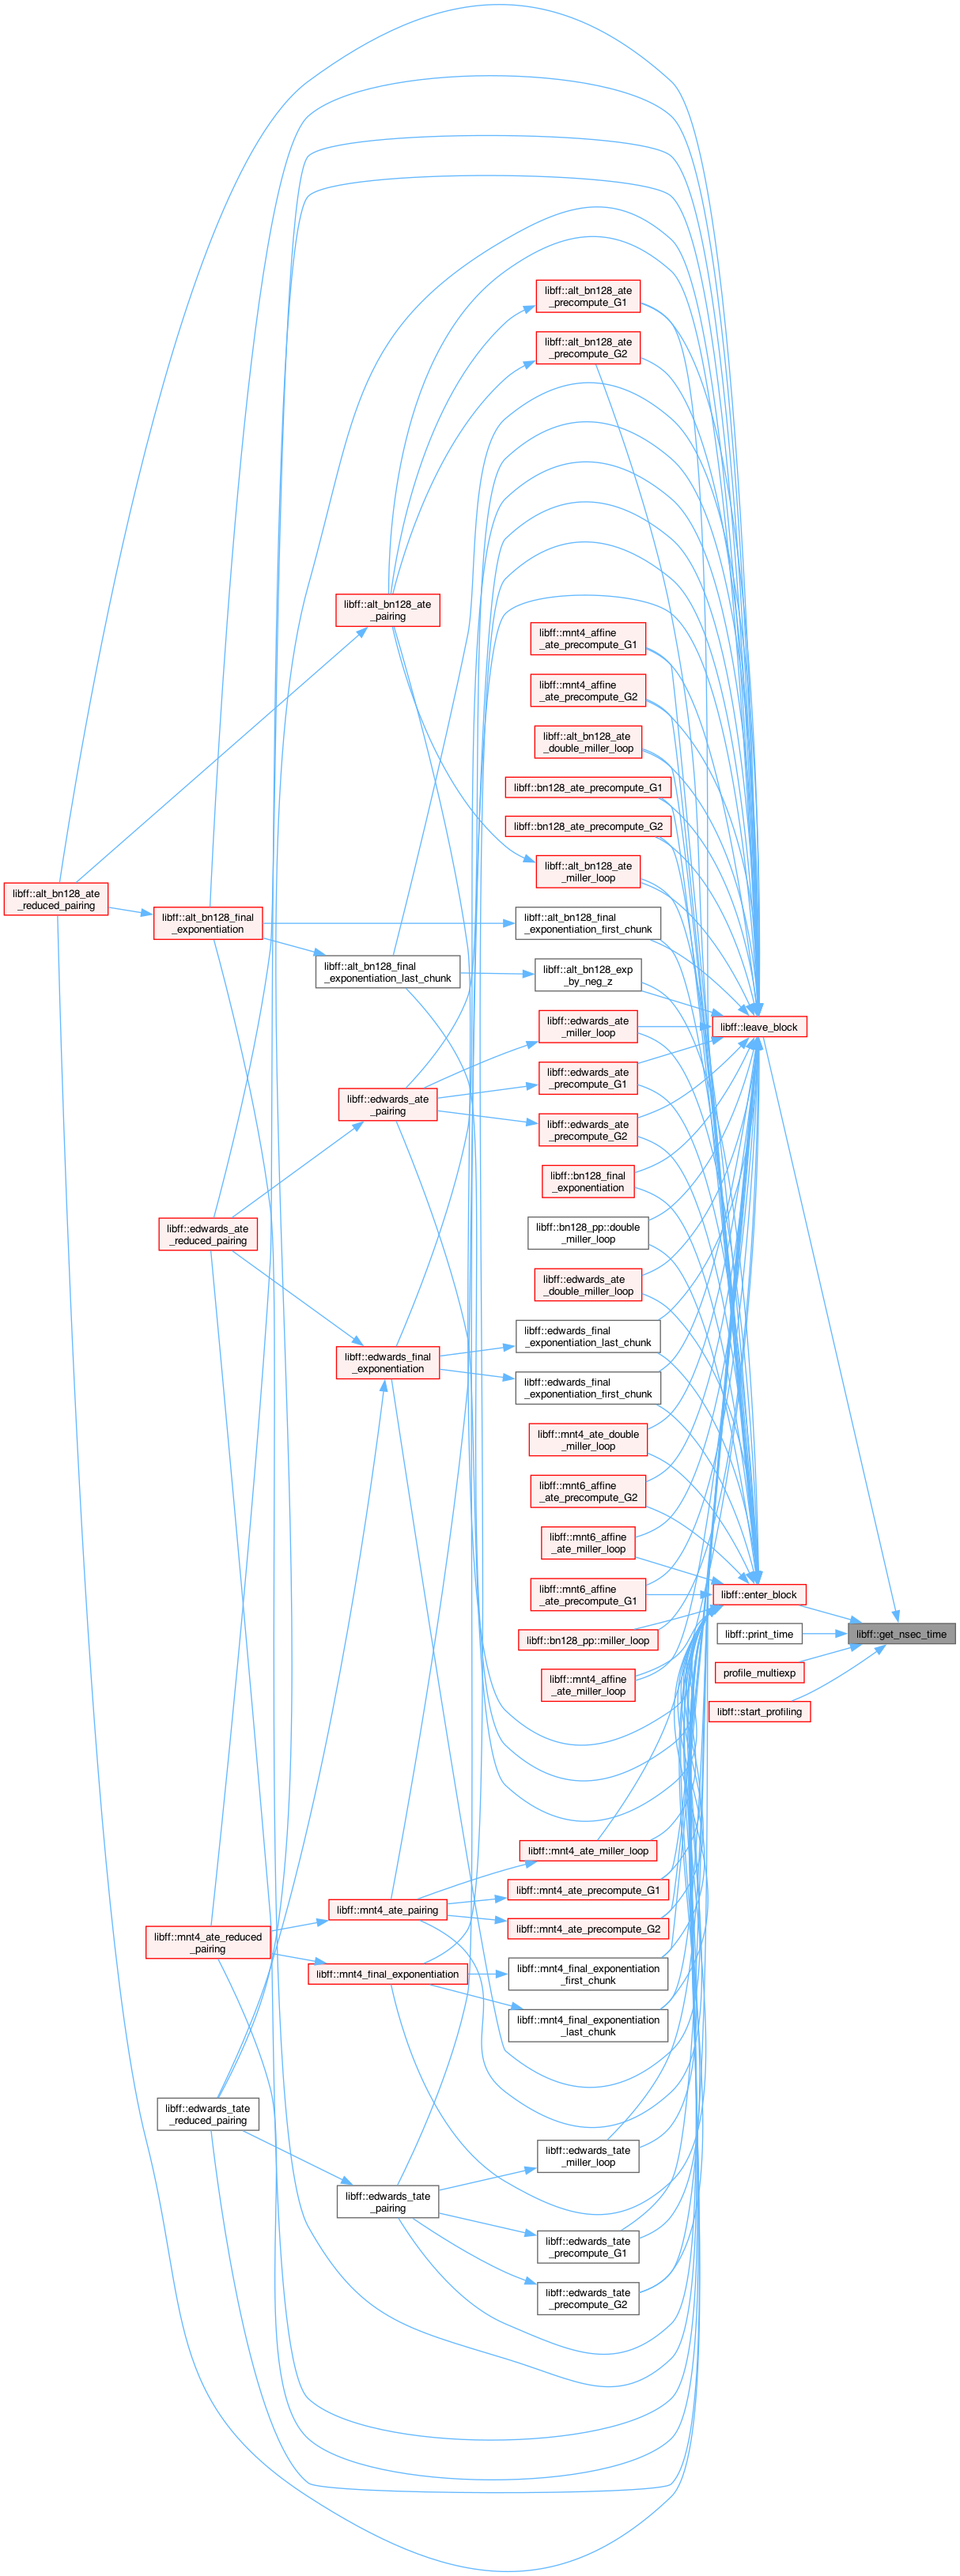 libff::alt_bn128_ate
_precompute_G1
libff::alt_bn128_ate
_precompute_G2
libff::alt_bn128_ate
_pairing
libff::mnt4_affine
_ate_precompute_G1
libff::mnt4_affine
_ate_precompute_G2
libff::alt_bn128_ate
_double_miller_loop
libff::bn128_ate_precompute_G1
libff::bn128_ate_precompute_G2
libff::alt_bn128_ate
_miller_loop
libff::alt_bn128_ate
_reduced_pairing
libff::alt_bn128_final
_exponentiation
libff::alt_bn128_final
_exponentiation_first_chunk
libff::alt_bn128_final
_exponentiation_last_chunk
libff::alt_bn128_exp
_by_neg_z
libff::edwards_ate
_miller_loop
libff::leave_block
libff::edwards_ate
_precompute_G1
libff::edwards_ate
_pairing
libff::edwards_ate
_precompute_G2
libff::bn128_final
_exponentiation
libff::edwards_ate
_reduced_pairing
libff::bn128_pp::double
_miller_loop
libff::edwards_ate
_double_miller_loop
libff::edwards_final
_exponentiation_last_chunk
libff::edwards_final
_exponentiation
libff::edwards_final
_exponentiation_first_chunk
libff::mnt4_ate_double
_miller_loop
libff::mnt6_affine
_ate_precompute_G2
libff::mnt6_affine
_ate_miller_loop
libff::mnt6_affine
_ate_precompute_G1
libff::enter_block
libff::bn128_pp::miller_loop
libff::print_time
libff::get_nsec_time
libff::mnt4_affine
_ate_miller_loop
profile_multiexp
libff::start_profiling
libff::mnt4_ate_miller_loop
libff::mnt4_ate_precompute_G1
libff::mnt4_ate_pairing
libff::mnt4_ate_precompute_G2
libff::mnt4_ate_reduced
_pairing
libff::mnt4_final_exponentiation
libff::mnt4_final_exponentiation
_first_chunk
libff::mnt4_final_exponentiation
_last_chunk
libff::edwards_tate
_reduced_pairing
libff::edwards_tate
_miller_loop
libff::edwards_tate
_pairing
libff::edwards_tate
_precompute_G1
libff::edwards_tate
_precompute_G2